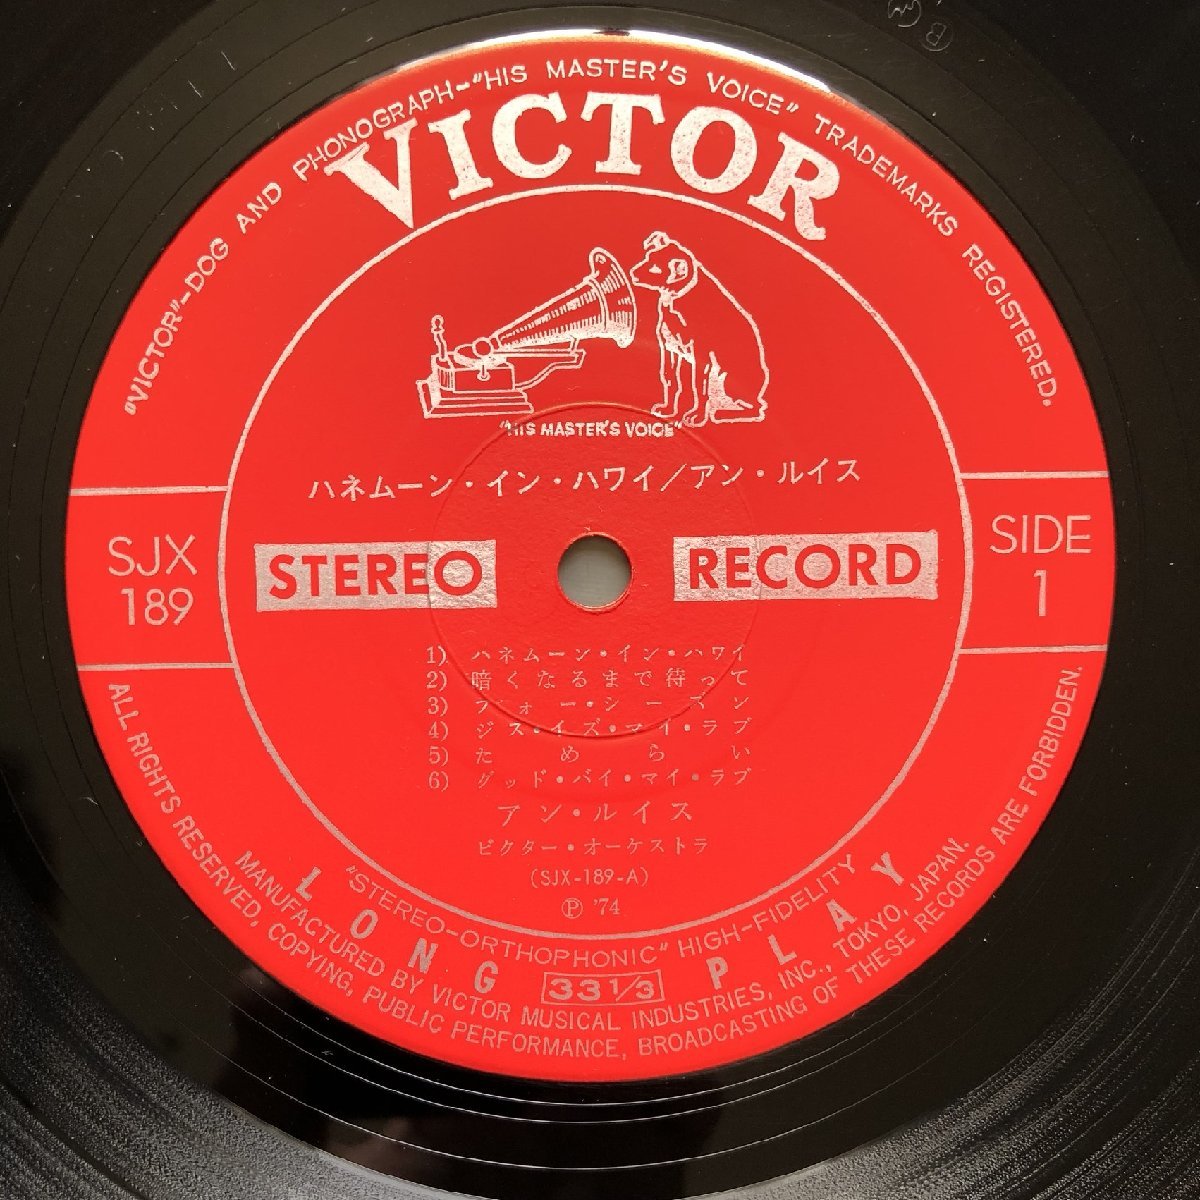 "VICTOR"-DOG AND PHONOGRAPH-"HIS MASTER'S VOICE" TRADEMARKS REGISTERED.
VICTOR
"HIS MASTER'S VOICE"
ハネムーン・イン・ハワイ/アン・ルイス
SJX
189
STEREO RECORD
SIDE
1
1) ハネムーン・イン・ハワイ
2) 暗くなるまで待って
3) フォー・シーズン
4) ジス・イズ・マイ・ラブ
5) ためらい
6) グッド・バイ・マイ・ラブ
アン・ルイス
ビクター・オーケストラ
(SJX-189-A)
Ⓟ '74
"STEREO-ORTHOPHONIC" HIGH-FIDELITY
LONG 33 1/3 PLAY
MANUFACTURED BY VICTOR MUSICAL INDUSTRIES, INC., TOKYO, JAPAN.
ALL RIGHTS RESERVED, COPYING, PUBLIC PERFORMANCE, BROADCASTING OF THESE RECORDS ARE FORBIDDEN.